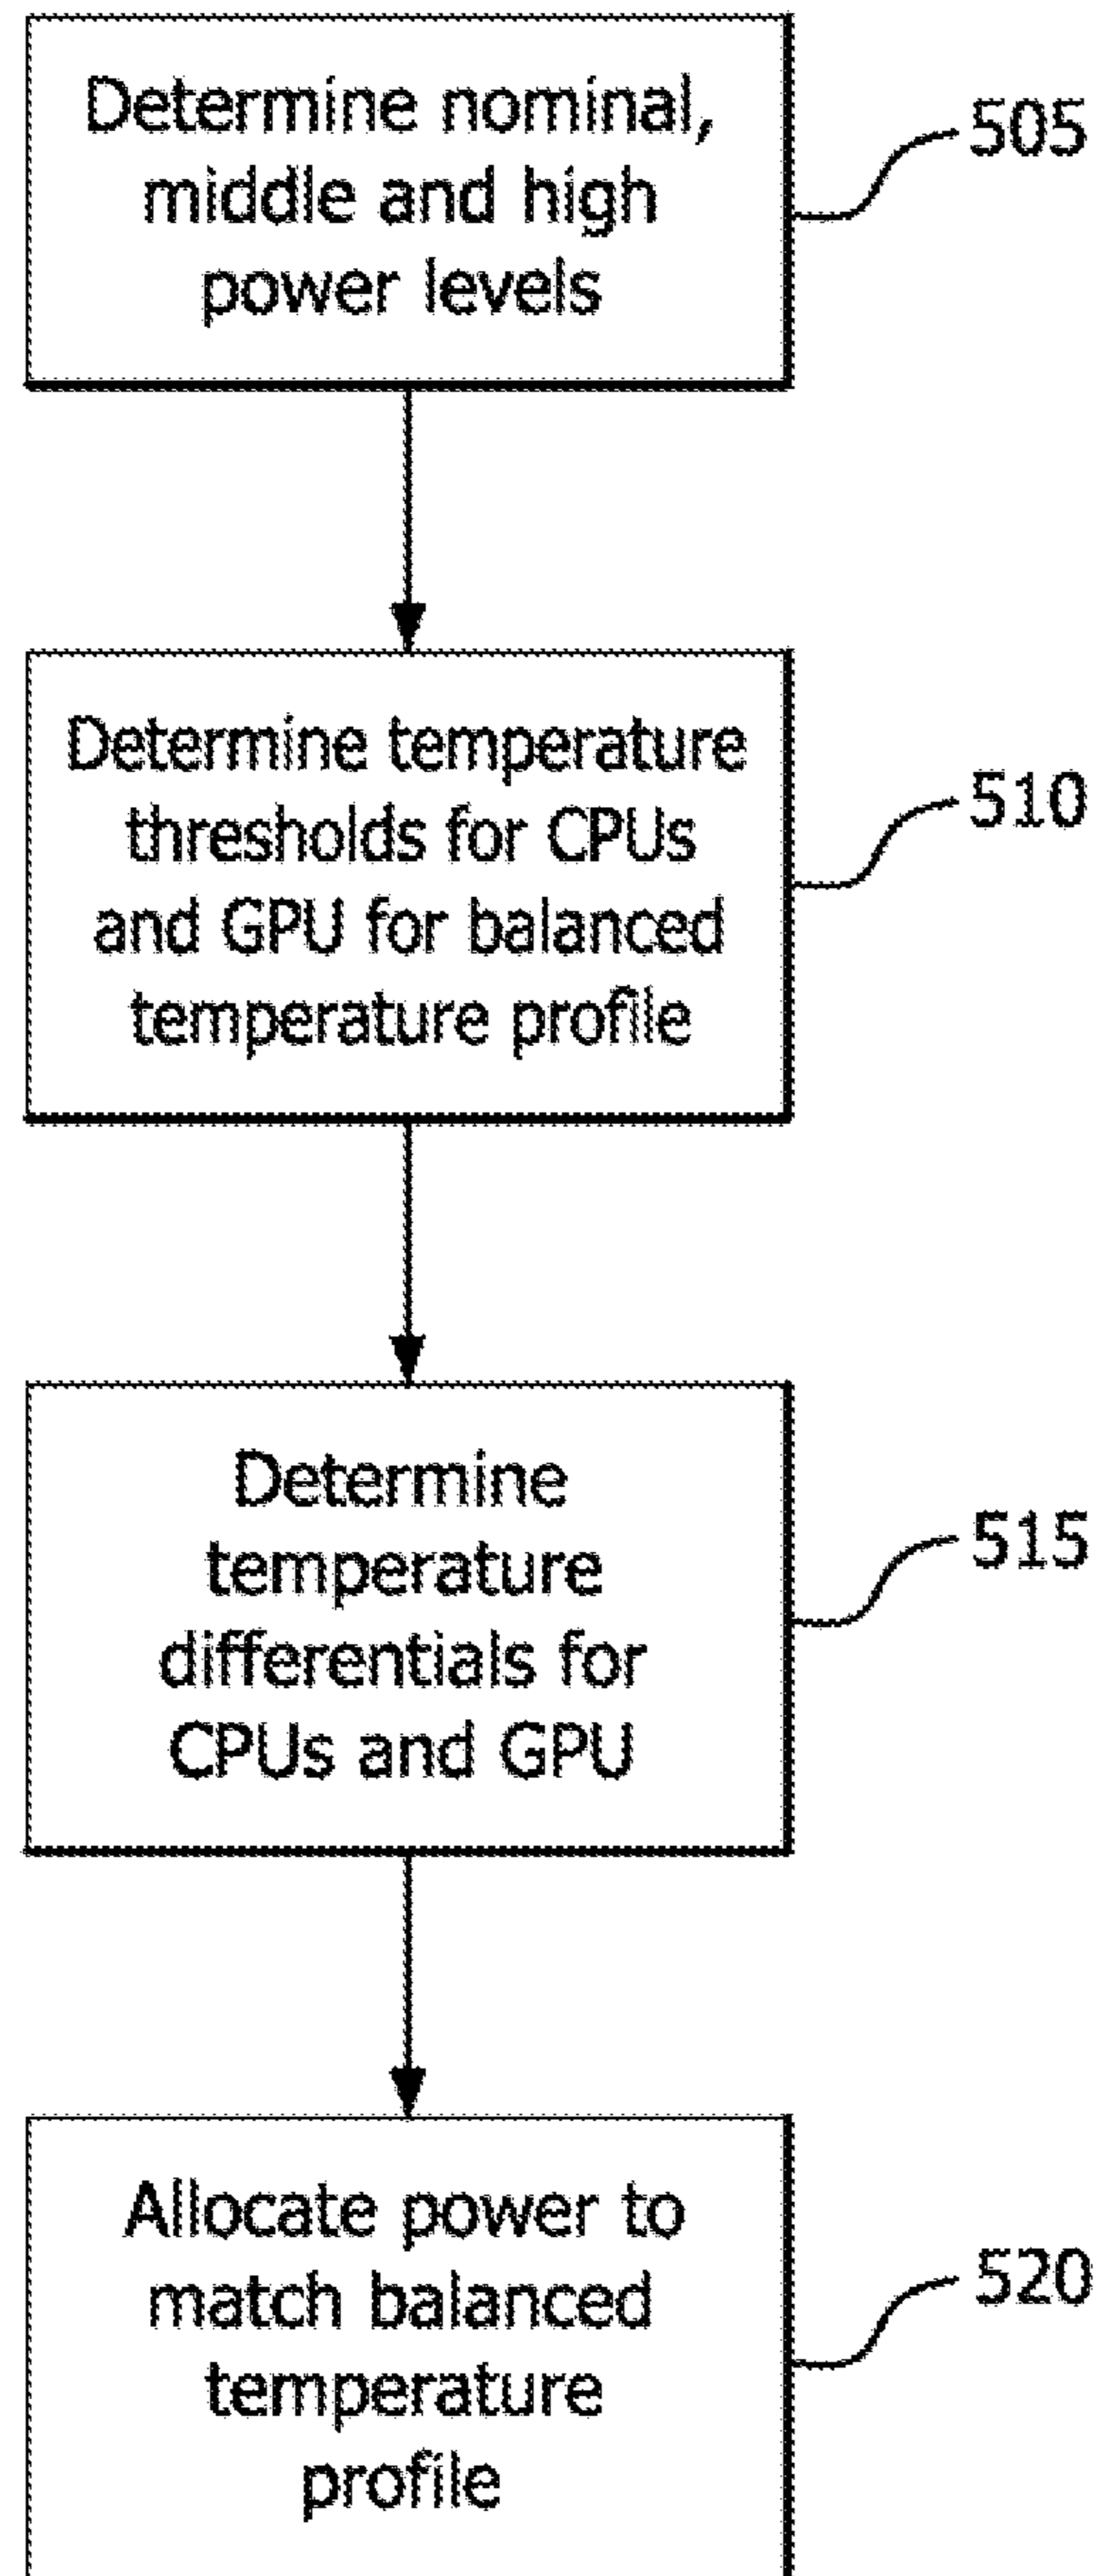 Determine nominal,
middle and high
power levels
505
Determine temperature
thresholds for CPUs
and GPU for balanced
temperature profile
510
Determine
temperature
differentials for
CPUs and GPU
515
Allocate power to
match balanced
temperature
profile
520